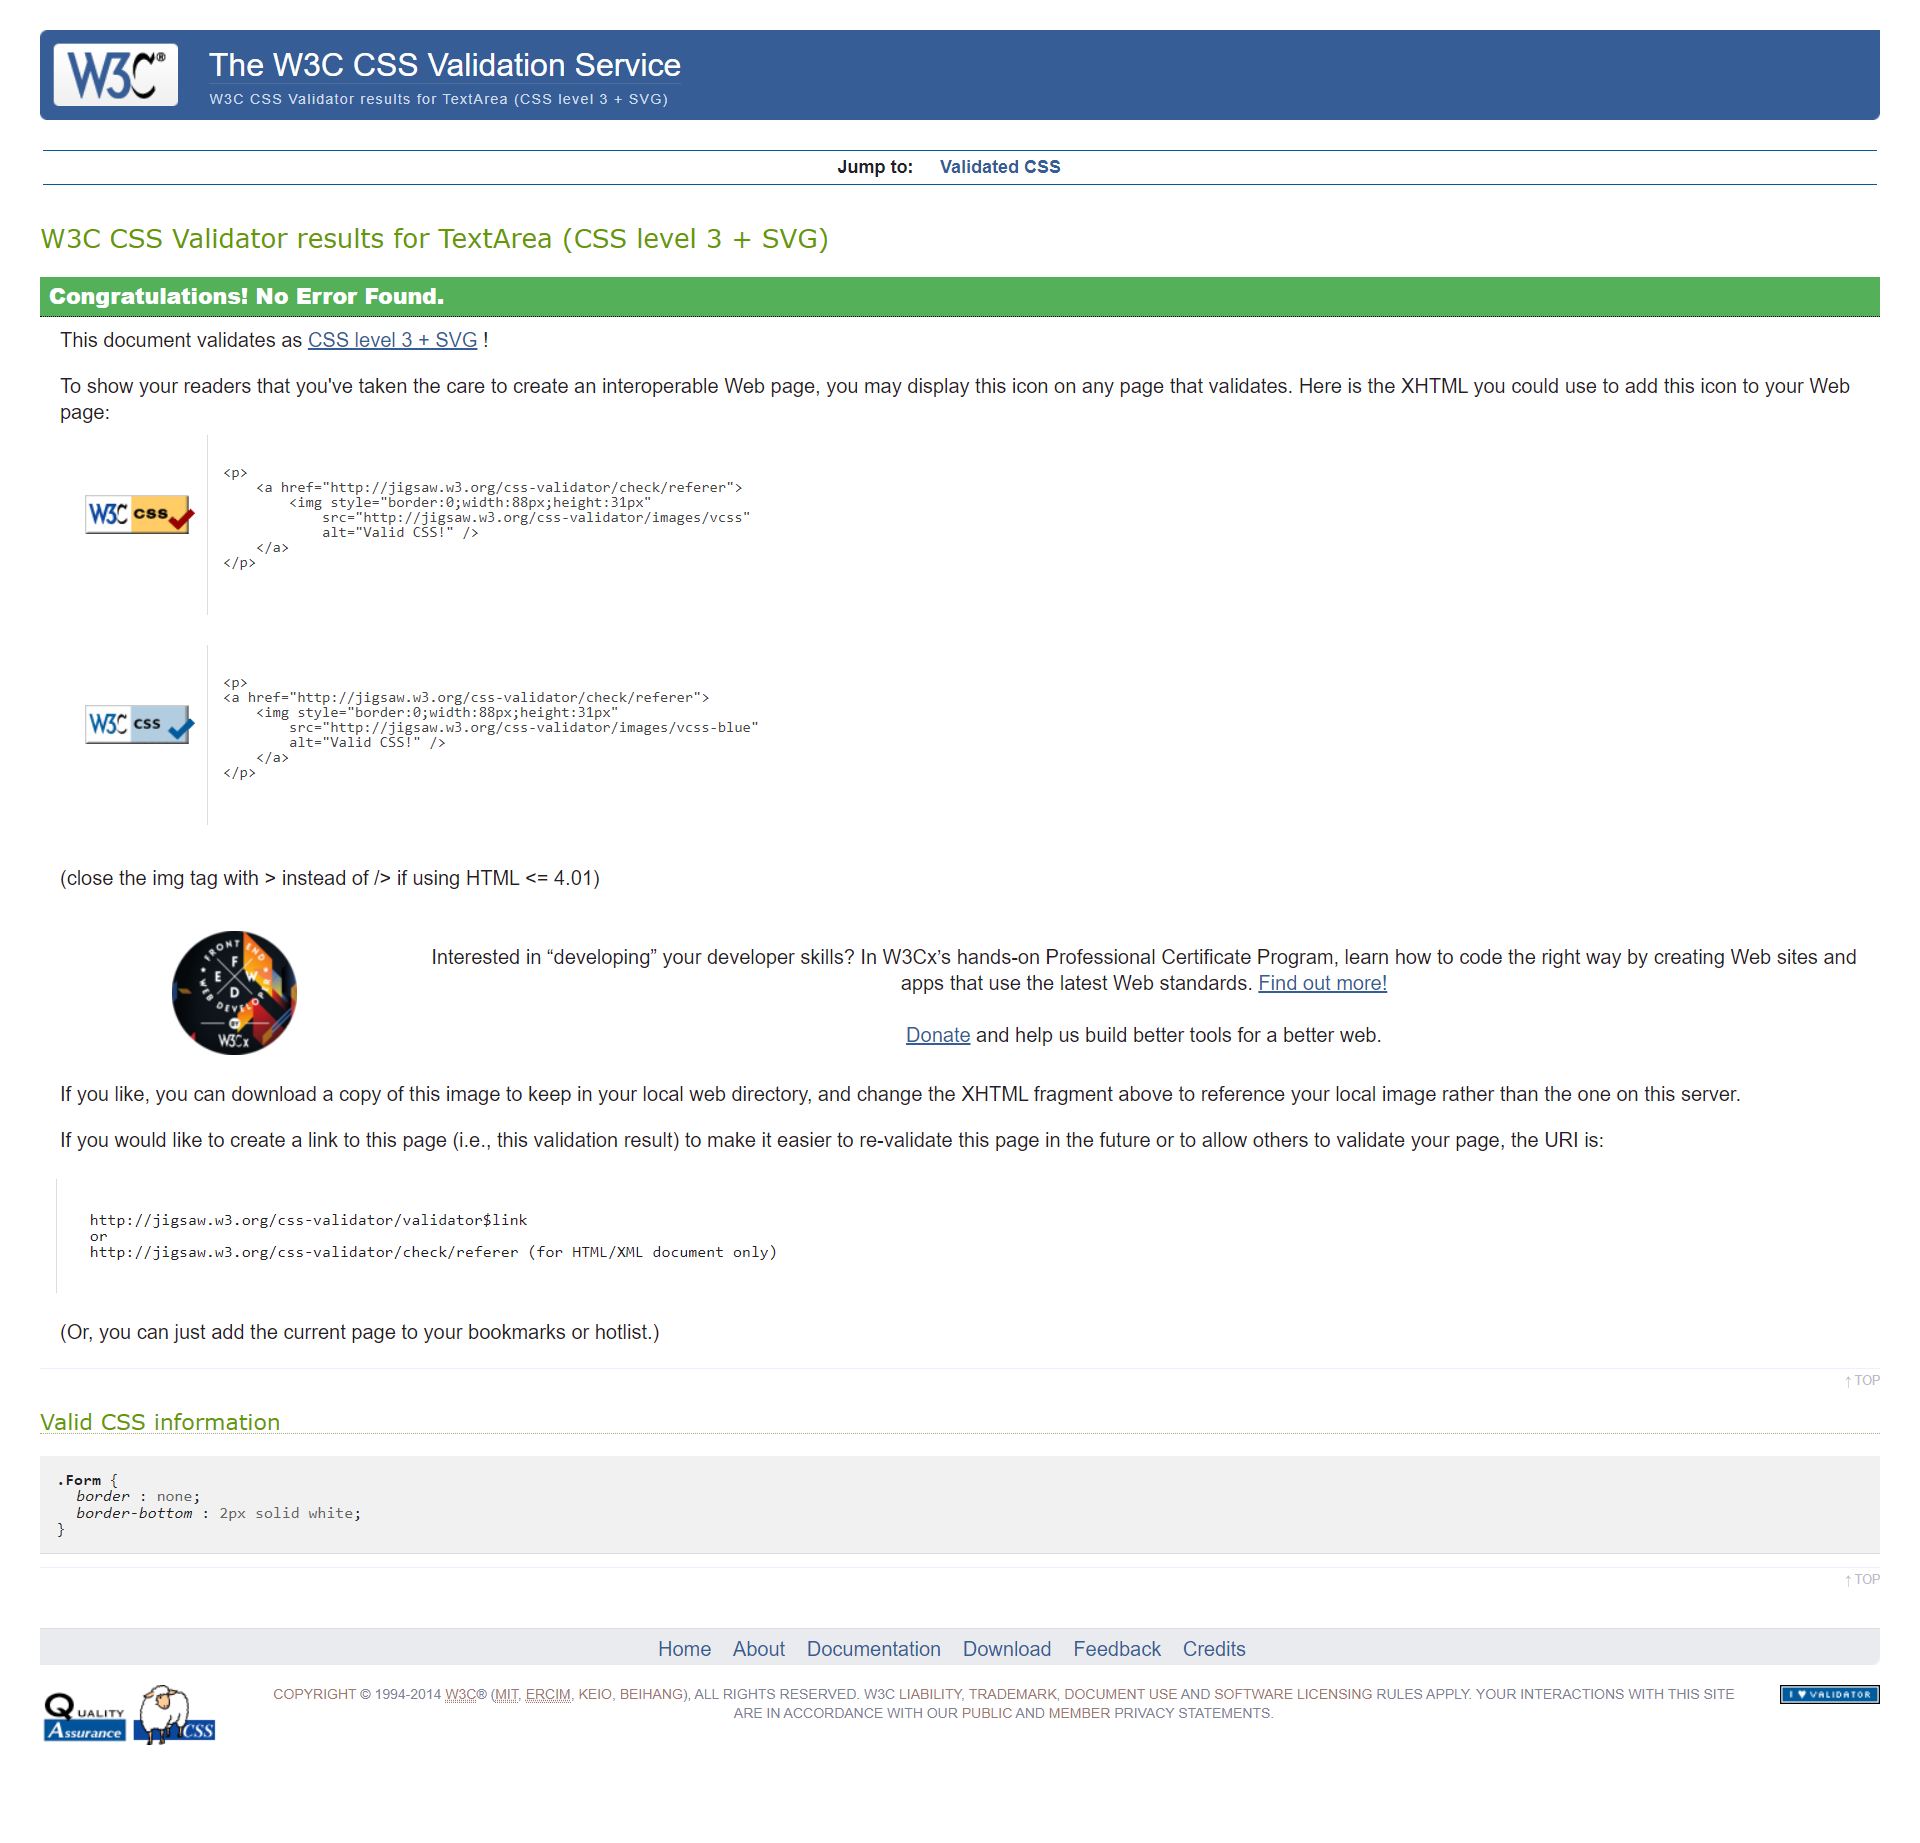 W3C®
The W3C CSS Validation Service
W3C CSS Validator results for TextArea (CSS level 3 + SVG)
Jump to: Validated CSS
W3C CSS Validator results for TextArea (CSS level 3 + SVG)
Congratulations! No Error Found.
This document validates as CSS level 3 + SVG !
To show your readers that you've taken the care to create an interoperable Web page, you may display this icon on any page that validates. Here is the XHTML you could use to add this icon to your Web
page:
W3C css
<p>
    <a href="http://jigsaw.w3.org/css-validator/check/referer">
        <img style="border:0;width:88px;height:31px"
            src="http://jigsaw.w3.org/css-validator/images/vcss"
            alt="Valid CSS!" />
    </a>
</p>
W3C css
<p>
<a href="http://jigsaw.w3.org/css-validator/check/referer">
    <img style="border:0;width:88px;height:31px"
        src="http://jigsaw.w3.org/css-validator/images/vcss-blue"
        alt="Valid CSS!" />
    </a>
</p>
(close the img tag with > instead of /> if using HTML <= 4.01)
FRONT END
F E W D
WEB DEVELOPER
BY
W3Cx
Interested in “developing” your developer skills? In W3Cx’s hands-on Professional Certificate Program, learn how to code the right way by creating Web sites and
apps that use the latest Web standards. Find out more!
Donate and help us build better tools for a better web.
If you like, you can download a copy of this image to keep in your local web directory, and change the XHTML fragment above to reference your local image rather than the one on this server.
If you would like to create a link to this page (i.e., this validation result) to make it easier to re-validate this page in the future or to allow others to validate your page, the URI is:
http://jigsaw.w3.org/css-validator/validator$link
or
http://jigsaw.w3.org/css-validator/check/referer (for HTML/XML document only)
(Or, you can just add the current page to your bookmarks or hotlist.)
↑ TOP
Valid CSS information
.Form {
  border : none;
  border-bottom : 2px solid white;
}
↑ TOP
Home About Documentation Download Feedback Credits
QUALITY
Assurance
CSS
COPYRIGHT © 1994-2014 W3C® (MIT, ERCIM, KEIO, BEIHANG), ALL RIGHTS RESERVED. W3C LIABILITY, TRADEMARK, DOCUMENT USE AND SOFTWARE LICENSING RULES APPLY. YOUR INTERACTIONS WITH THIS SITE
ARE IN ACCORDANCE WITH OUR PUBLIC AND MEMBER PRIVACY STATEMENTS.
I ♥ VALIDATOR